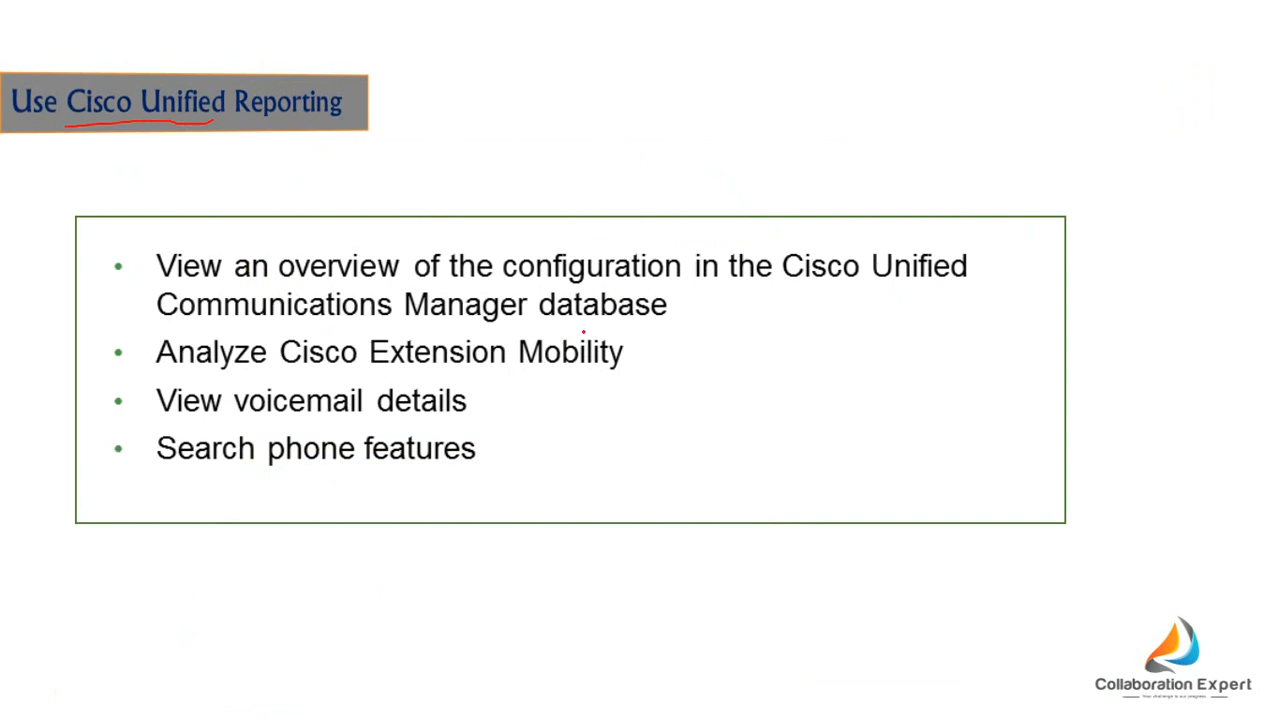 Use Cisco Unified Reporting
• View an overview of the configuration in the Cisco Unified
Communications Manager database
• Analyze Cisco Extension Mobility
• View voicemail details
• Search phone features
Collaboration Expert